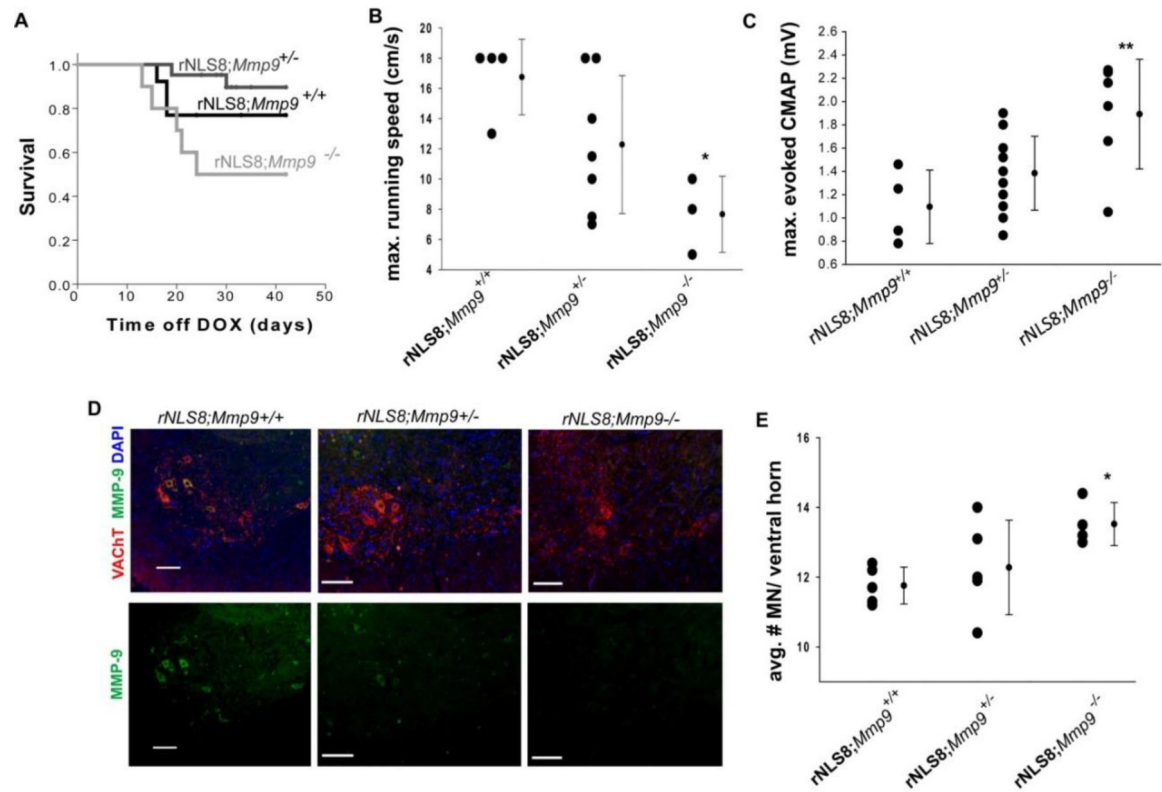 A
Survival
1.0
0.8
0.6
0.4
0.2
0.0
rNLS8;Mmp9+/-
rNLS8;Mmp9+/+
rNLS8;Mmp9 -/-
0 10 20 30 40 50
Time off DOX (days)
B
max. running speed (cm/s)
20
18
16
14
12
10
8
6
4
*
rNLS8;Mmp9+/+
rNLS8;Mmp9+/-
rNLS8;Mmp9-/-
C
max. evoked CMAP (mV)
2.6
2.4
2.2
2.0
1.8
1.6
1.4
1.2
1.0
0.8
0.6
**
rNLS8;Mmp9+/+
rNLS8;Mmp9+/-
rNLS8;Mmp9-/-
D
rNLS8;Mmp9+/+ rNLS8;Mmp9+/- rNLS8;Mmp9-/-
VAChT MMP-9 DAPI
MMP-9
E
avg. # MN/ ventral horn
16
14
12
10
*
rNLS8;Mmp9+/+
rNLS8;Mmp9+/-
rNLS8;Mmp9-/-